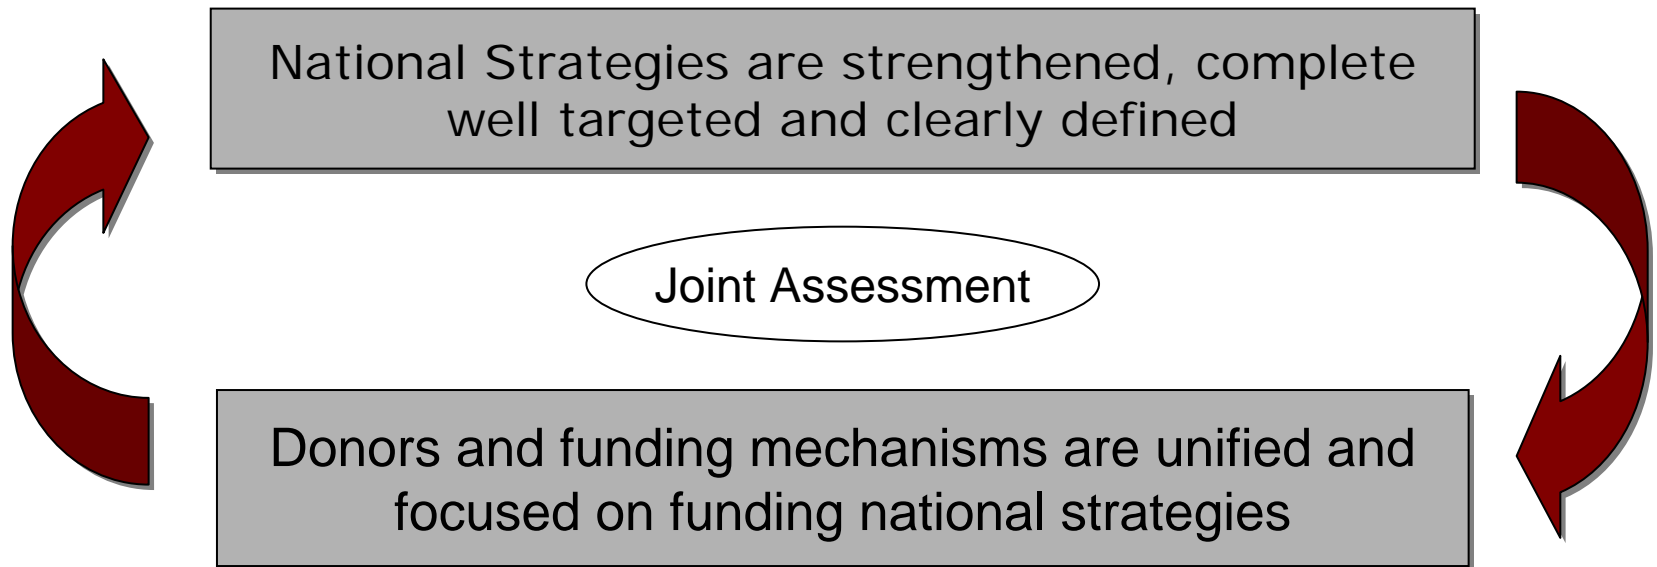 National Strategies are strengthened, complete
well targeted and clearly defined
Joint Assessment
Donors and funding mechanisms are unified and
focused on funding national strategies